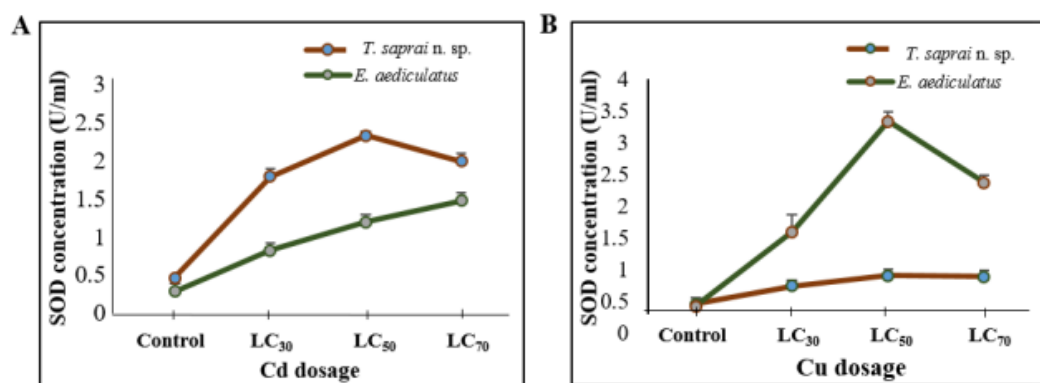 A
T. saprai n. sp.
E. aediculatus
SOD concentration (U/ml)
3
2.5
2
1.5
1
0.5
0
Control LC₃₀ LC₅₀ LC₇₀
Cd dosage
B
T. saprai n. sp.
E. aediculatus
SOD concentration (U/ml)
4
3.5
3
2.5
2
1.5
1
0.5
0
Control LC₃₀ LC₅₀ LC₇₀
Cu dosage